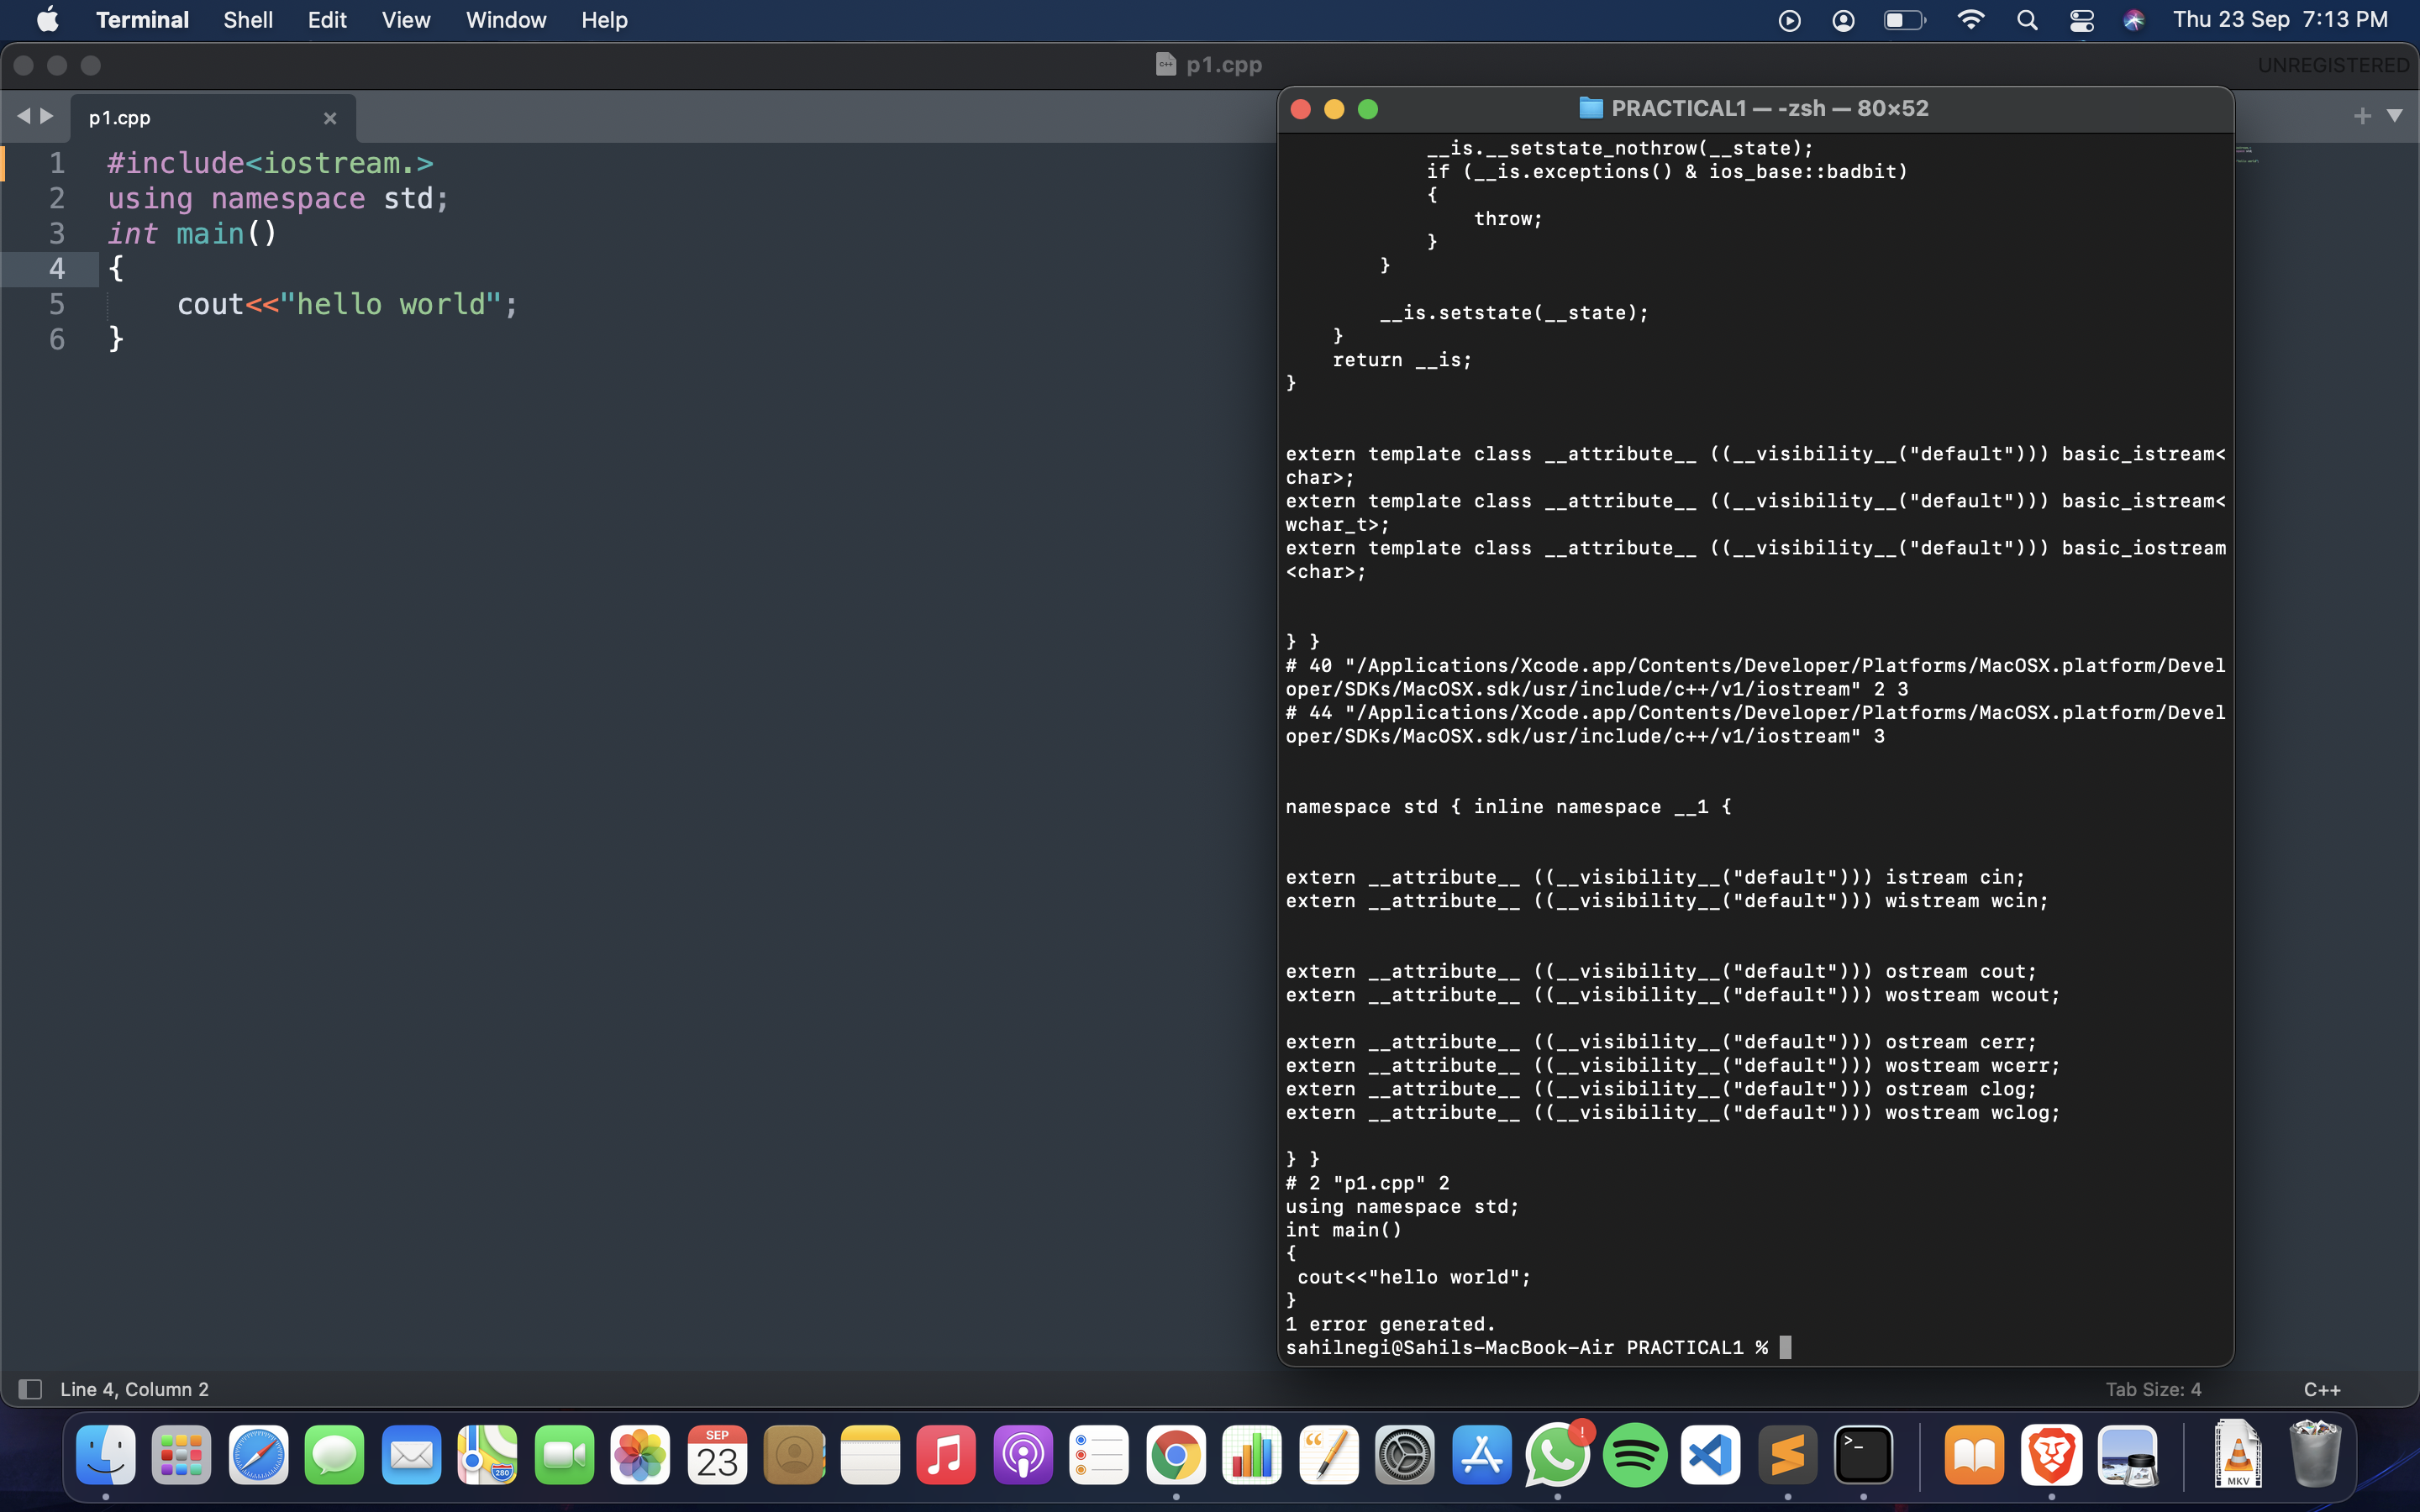 Terminal Shell Edit View Window Help Thu 23 Sep 7:13 PM
p1.cpp UNREGISTERED
p1.cpp
1 #include<iostream.>
2 using namespace std;
3 int main()
4 {
5 cout<<"hello world";
6 }
PRACTICAL1 — -zsh — 80×52
__is.__setstate_nothrow(__state);
if (__is.exceptions() & ios_base::badbit)
{
throw;
}
}
__is.setstate(__state);
}
return __is;
}
extern template class __attribute__ ((__visibility__("default"))) basic_istream<
char>;
extern template class __attribute__ ((__visibility__("default"))) basic_istream<
wchar_t>;
extern template class __attribute__ ((__visibility__("default"))) basic_iostream
<char>;
} }
# 40 "/Applications/Xcode.app/Contents/Developer/Platforms/MacOSX.platform/Devel
oper/SDKs/MacOSX.sdk/usr/include/c++/v1/iostream" 2 3
# 44 "/Applications/Xcode.app/Contents/Developer/Platforms/MacOSX.platform/Devel
oper/SDKs/MacOSX.sdk/usr/include/c++/v1/iostream" 3
namespace std { inline namespace __1 {
extern __attribute__ ((__visibility__("default"))) istream cin;
extern __attribute__ ((__visibility__("default"))) wistream wcin;
extern __attribute__ ((__visibility__("default"))) ostream cout;
extern __attribute__ ((__visibility__("default"))) wostream wcout;
extern __attribute__ ((__visibility__("default"))) ostream cerr;
extern __attribute__ ((__visibility__("default"))) wostream wcerr;
extern __attribute__ ((__visibility__("default"))) ostream clog;
extern __attribute__ ((__visibility__("default"))) wostream wclog;
} }
# 2 "p1.cpp" 2
using namespace std;
int main()
{
cout<<"hello world";
}
1 error generated.
sahilnegi@Sahils-MacBook-Air PRACTICAL1 %
Line 4, Column 2 Tab Size: 4 C++
SEP
23
280
MKV